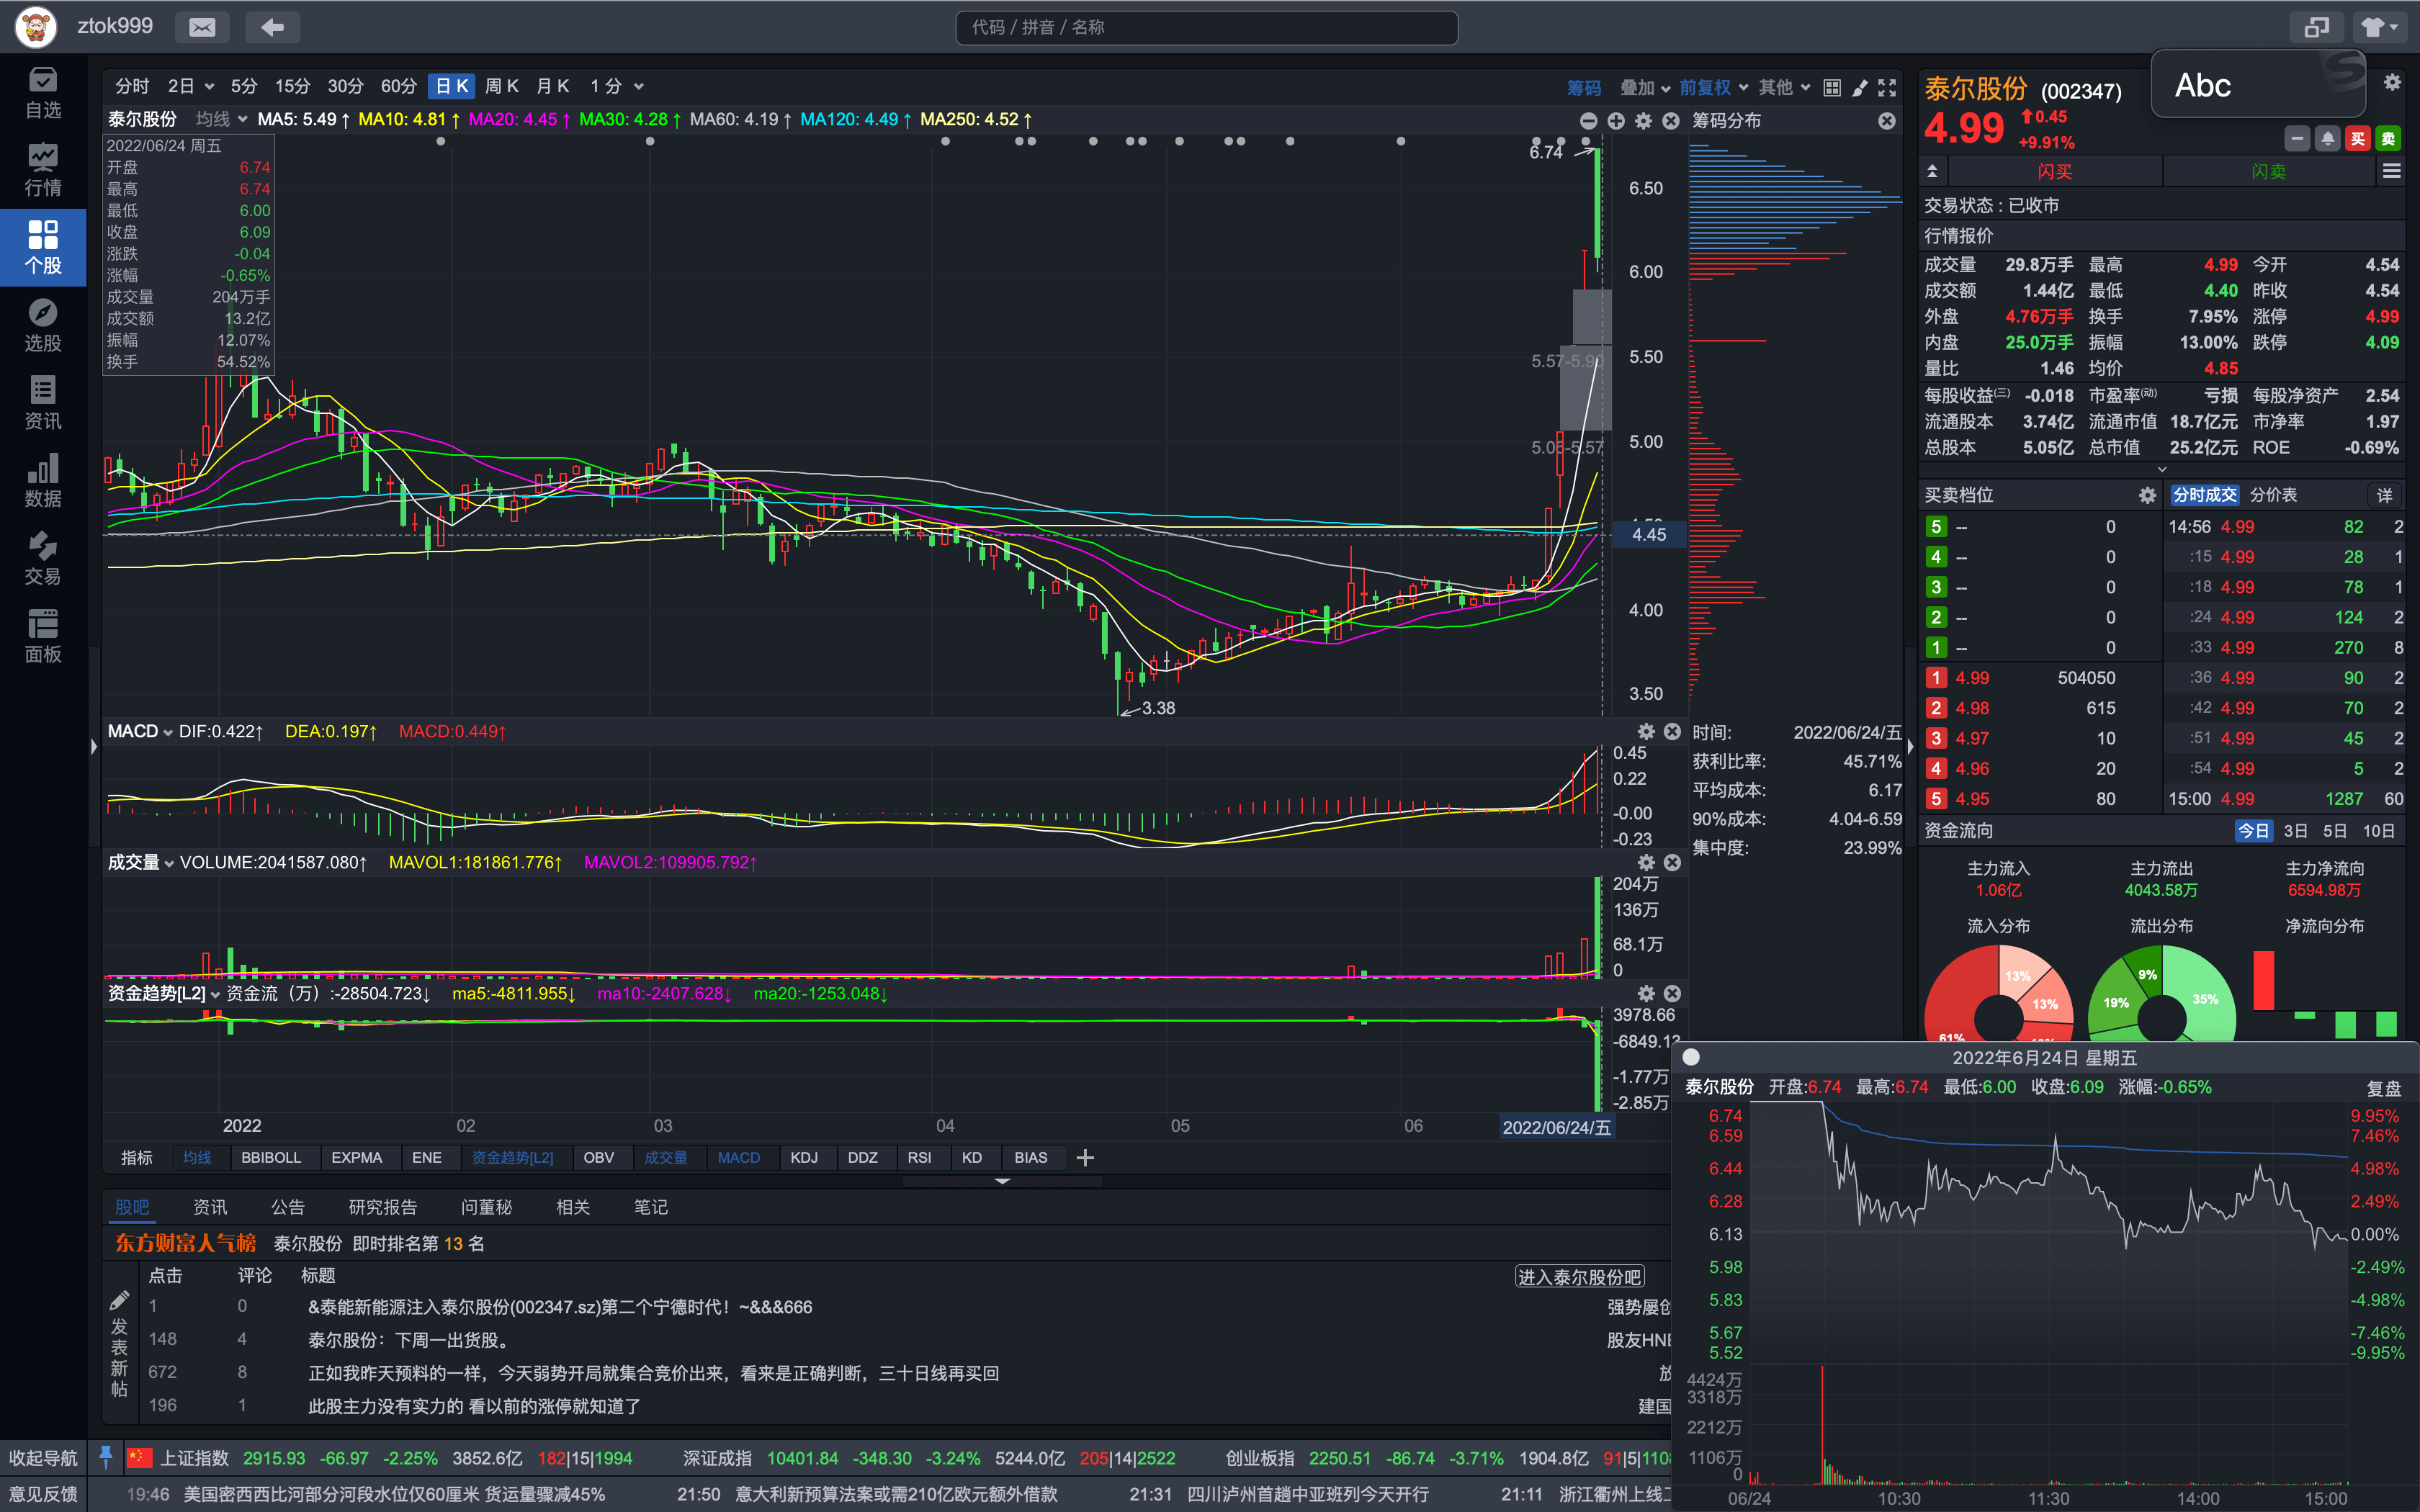 ztok999
代码 / 拼音 / 名称
Abc
自选
行情
个股
选股
资讯
数据
交易
面板
收起导航
意见反馈
分时 2日 5分 15分 30分 60分 日K 周K 月K 1分
筹码 叠加 前复权 其他
泰尔股份 均线 MA5: 5.49↑ MA10: 4.81↑ MA20: 4.45↑ MA30: 4.28↑ MA60: 4.19↑ MA120: 4.49↑ MA250: 4.52↑
筹码分布
2022/06/24 周五
开盘 6.74
最高 6.74
最低 6.00
收盘 6.09
涨跌 -0.04
涨幅 -0.65%
成交量 204万手
成交额 13.2亿
振幅 12.07%
换手 54.52%
6.74
6.50
6.00
5.50
5.00
4.45
4.00
3.50
5.06-5.57
3.38
MACD DIF:0.422↑ DEA:0.197↑ MACD:0.449↑
0.45
0.22
-0.00
-0.23
成交量 VOLUME:2041587.080↑ MAVOL1:181861.776↑ MAVOL2:109905.792↑
204万
136万
68.1万
0
资金趋势[L2] 资金流（万）:-28504.723↓ ma5:-4811.955↓ ma10:-2407.628↓ ma20:-1253.048↓
3978.66
-6849.13
-1.77万
-2.85万
2022 02 03 04 05 06 2022/06/24/五
时间: 2022/06/24/五
获利比率: 45.71%
平均成本: 6.17
90%成本: 4.04-6.59
集中度: 23.99%
指标 均线 BBIBOLL EXPMA ENE 资金趋势[L2] OBV 成交量 MACD KDJ DDZ RSI KD BIAS
股吧 资讯 公告 研究报告 问董秘 相关 笔记
东方财富人气榜 泰尔股份 即时排名第 13 名
点击 评论 标题 进入泰尔股份吧
发表新帖
1 0 &泰能新能源注入泰尔股份(002347.sz)第二个宁德时代！~&&&666 强势屡创
148 4 泰尔股份：下周一出货股。 股友HNE
672 8 正如我昨天预料的一样，今天弱势开局就集合竞价出来，看来是正确判断，三十日线再买回 放
196 1 此股主力没有实力的 看以前的涨停就知道了 建国
泰尔股份 (002347)
4.99 0.45
+9.91%
买 卖
闪买 闪卖
交易状态：已收市
行情报价
成交量 29.8万手 最高 4.99 今开 4.54
成交额 1.44亿 最低 4.40 昨收 4.54
外盘 4.76万手 换手 7.95% 涨停 4.99
内盘 25.0万手 振幅 13.00% 跌停 4.09
量比 1.46 均价 4.85
每股收益(三) -0.018 市盈率(动) 亏损 每股净资产 2.54
流通股本 3.74亿 流通市值 18.7亿元 市净率 1.97
总股本 5.05亿 总市值 25.2亿元 ROE -0.69%
买卖档位 分时成交 分价表 详
5 -- 0 14:56 4.99 82 2
4 -- 0 :15 4.99 28 1
3 -- 0 :18 4.99 78 1
2 -- 0 :24 4.99 124 2
1 -- 0 :33 4.99 270 8
1 4.99 504050 :36 4.99 90 2
2 4.98 615 :42 4.99 70 2
3 4.97 10 :51 4.99 45 2
4 4.96 20 :54 4.99 5 2
5 4.95 80 15:00 4.99 1287 60
资金流向 今日 3日 5日 10日
主力流入 主力流出 主力净流向
1.06亿 4043.58万 6594.98万
流入分布 流出分布 净流向分布
13% 13% 61%
9% 35% 19%
2022年6月24日 星期五
泰尔股份 开盘:6.74 最高:6.74 最低:6.00 收盘:6.09 涨幅:-0.65% 复盘
6.74 9.95%
6.59 7.46%
6.44 4.98%
6.28 2.49%
6.13 0.00%
5.98 -2.49%
5.83 -4.98%
5.67 -7.46%
5.52 -9.95%
4424万
3318万
2212万
1106万
0
06/24 10:30 11:30 14:00 15:00
上证指数 2915.93 -66.97 -2.25% 3852.6亿 182|15|1994 深证成指 10401.84 -348.30 -3.24% 5244.0亿 205|14|2522 创业板指 2250.51 -86.74 -3.71% 1904.8亿 91|5|110
19:46 美国密西西比河部分河段水位仅60厘米 货运量骤减45% 21:50 意大利新预算法案或需210亿欧元额外借款 21:31 四川泸州首趟中亚班列今天开行 21:11 浙江衢州上线